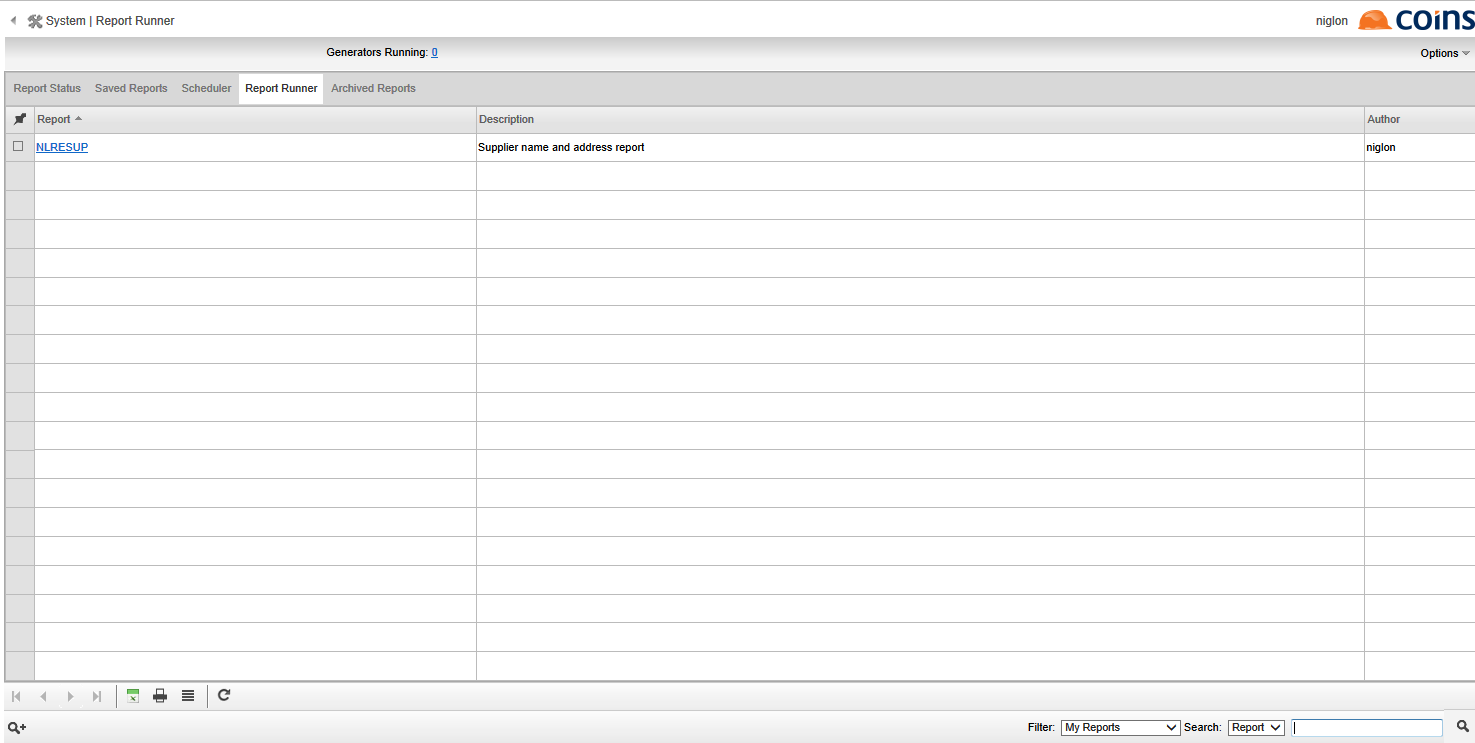 System | Report Runner
niglon
coins
Generators Running: 0
Options
Report Status Saved Reports Scheduler Report Runner Archived Reports
Report Description Author
NLRESUP Supplier name and address report niglon
Filter: My Reports Search: Report